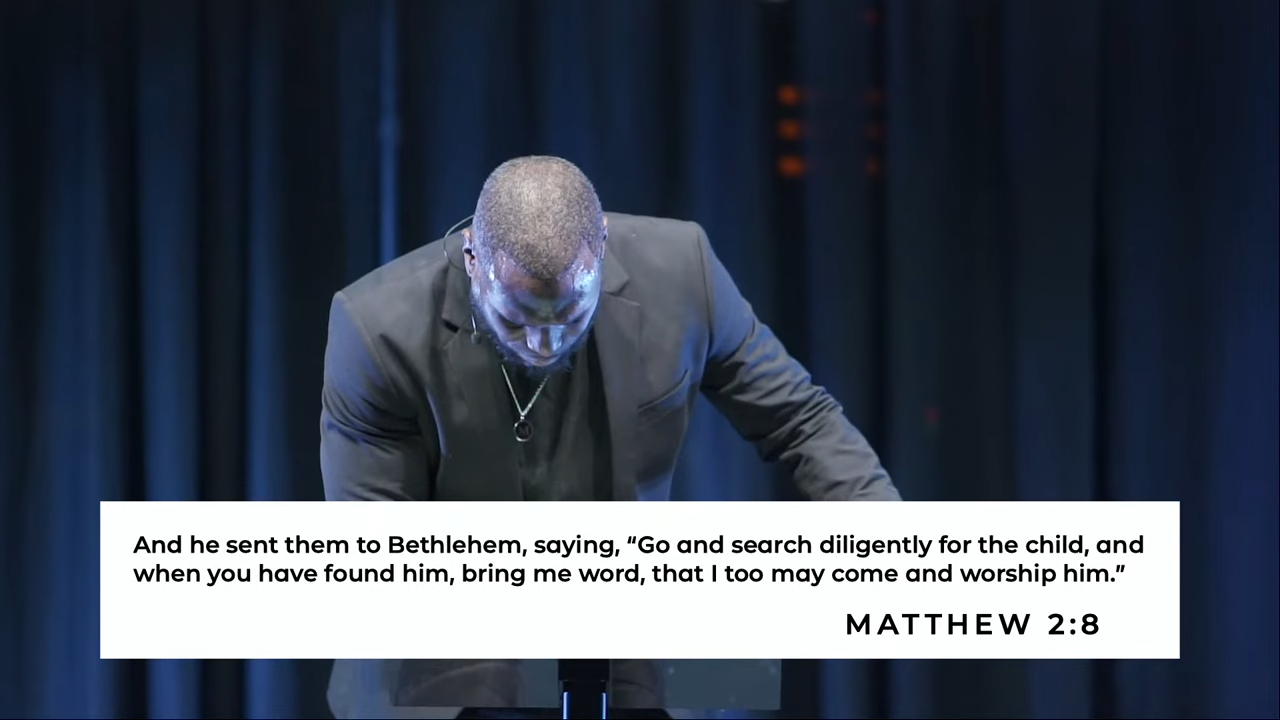 And he sent them to Bethlehem, saying, “Go and search diligently for the child, and
when you have found him, bring me word, that I too may come and worship him.”
MATTHEW 2:8